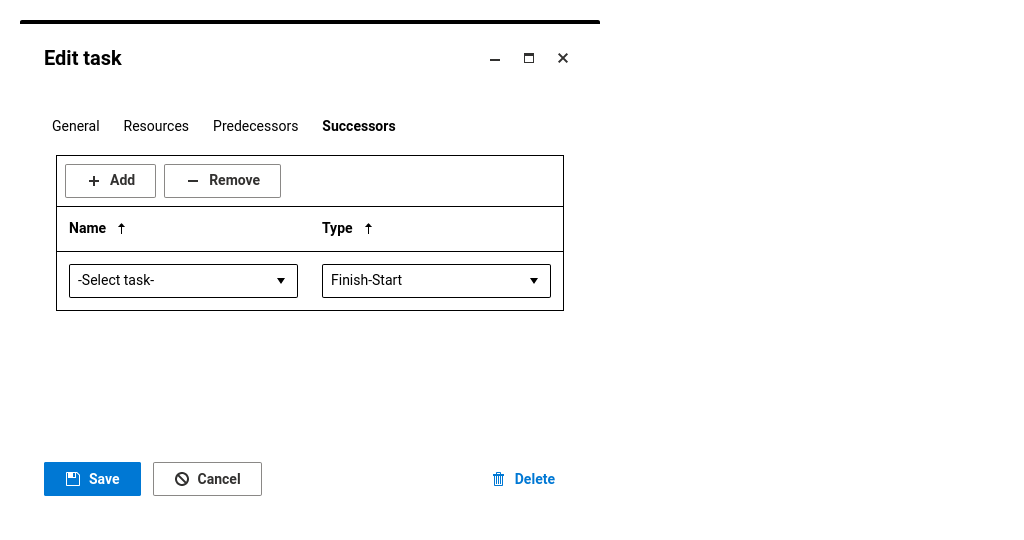 Edit task
General Resources Predecessors Successors
Add Remove
Name Type
-Select task- Finish-Start
Save Cancel Delete